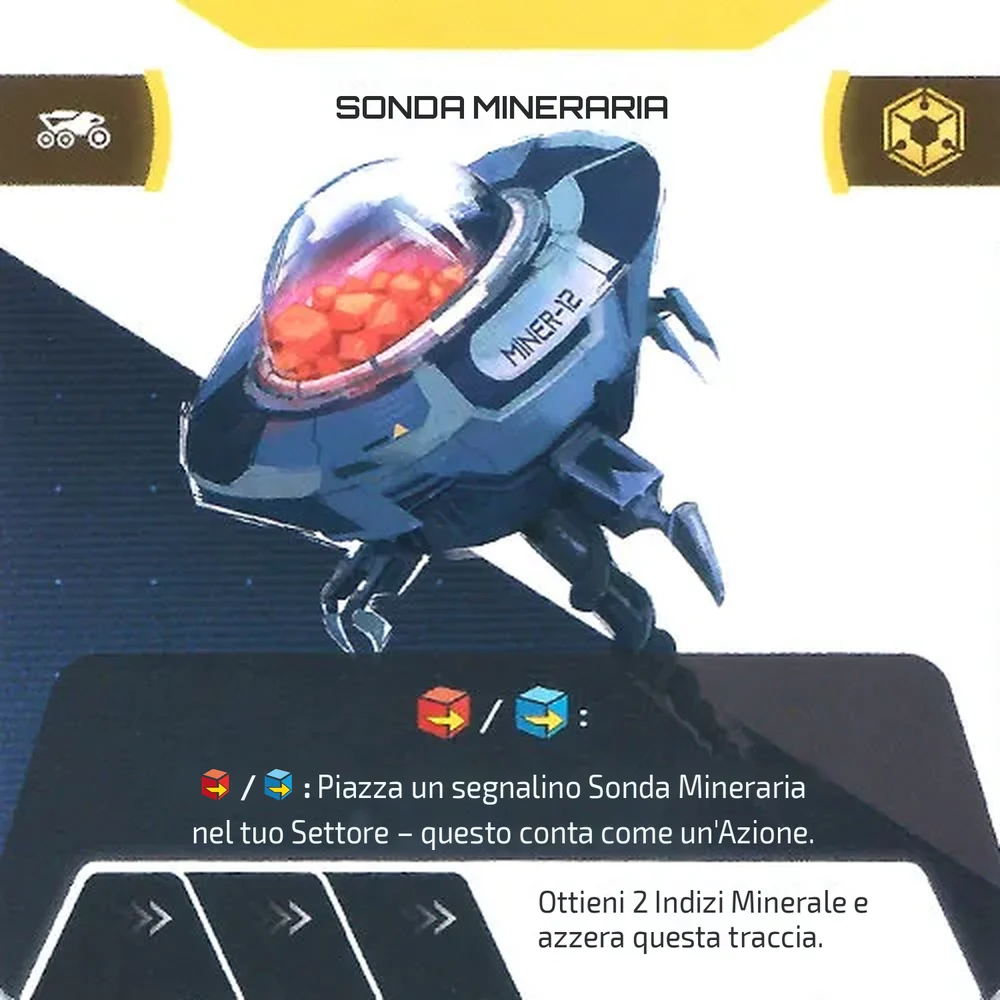 SONDA MINERARIA
MINER-12
/ :
/ : Piazza un segnalino Sonda Mineraria
nel tuo Settore – questo conta come un'Azione.
Ottieni 2 Indizi Minerale e
azzera questa traccia.